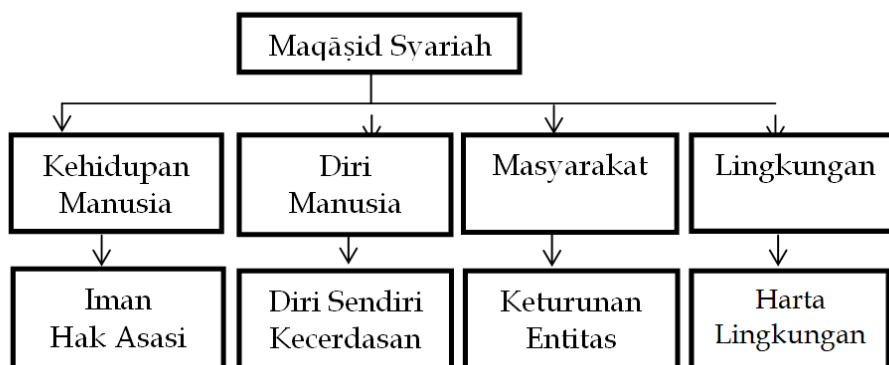 Maqāṣid Syariah
Kehidupan
Manusia
Diri
Manusia
Masyarakat
Lingkungan
Iman
Hak Asasi
Diri Sendiri
Kecerdasan
Keturunan
Entitas
Harta
Lingkungan